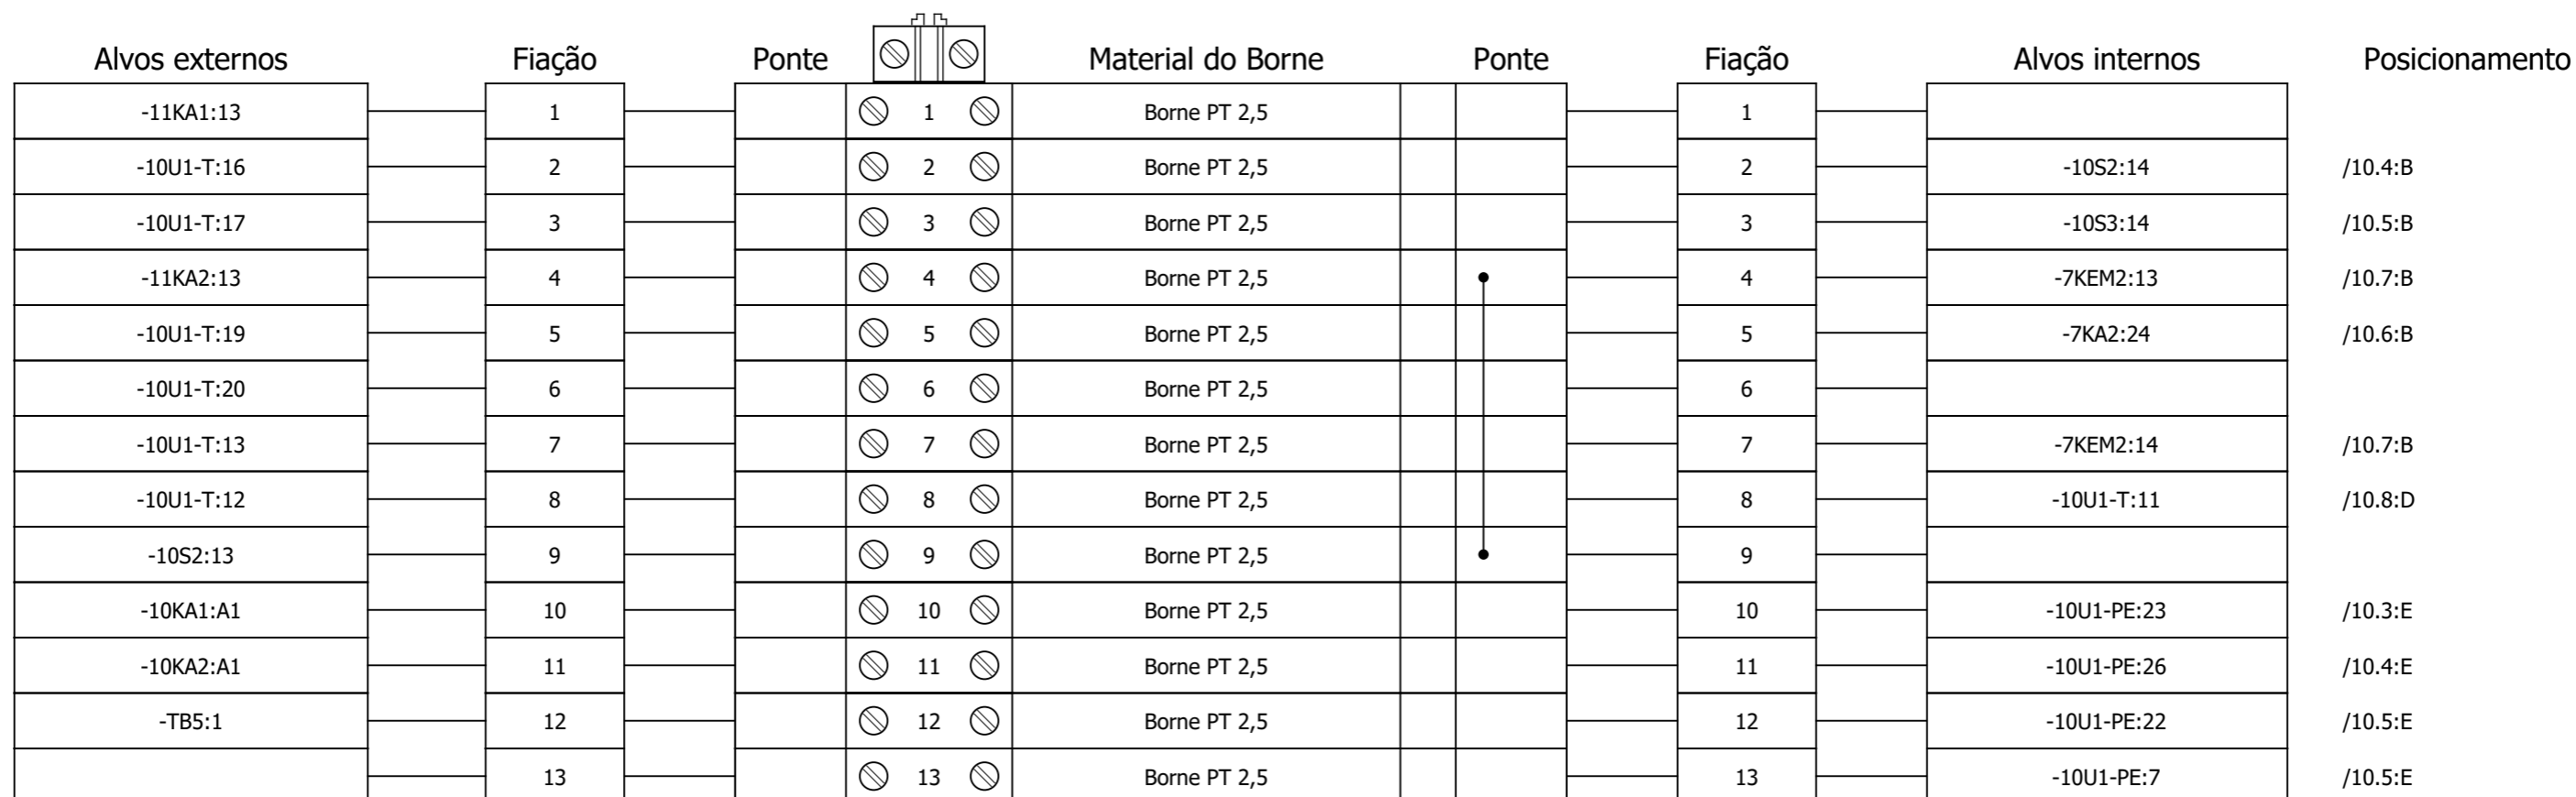 Alvos externos Fiação Ponte Material do Borne Ponte Fiação Alvos internos Posicionamento
-11KA1:13 1 1 Borne PT 2,5 1
-10U1-T:16 2 2 Borne PT 2,5 2 -10S2:14 /10.4:B
-10U1-T:17 3 3 Borne PT 2,5 3 -10S3:14 /10.5:B
-11KA2:13 4 4 Borne PT 2,5 4 -7KEM2:13 /10.7:B
-10U1-T:19 5 5 Borne PT 2,5 5 -7KA2:24 /10.6:B
-10U1-T:20 6 6 Borne PT 2,5 6
-10U1-T:13 7 7 Borne PT 2,5 7 -7KEM2:14 /10.7:B
-10U1-T:12 8 8 Borne PT 2,5 8 -10U1-T:11 /10.8:D
-10S2:13 9 9 Borne PT 2,5 9
-10KA1:A1 10 10 Borne PT 2,5 10 -10U1-PE:23 /10.3:E
-10KA2:A1 11 11 Borne PT 2,5 11 -10U1-PE:26 /10.4:E
-TB5:1 12 12 Borne PT 2,5 12 -10U1-PE:22 /10.5:E
13 13 Borne PT 2,5 13 -10U1-PE:7 /10.5:E